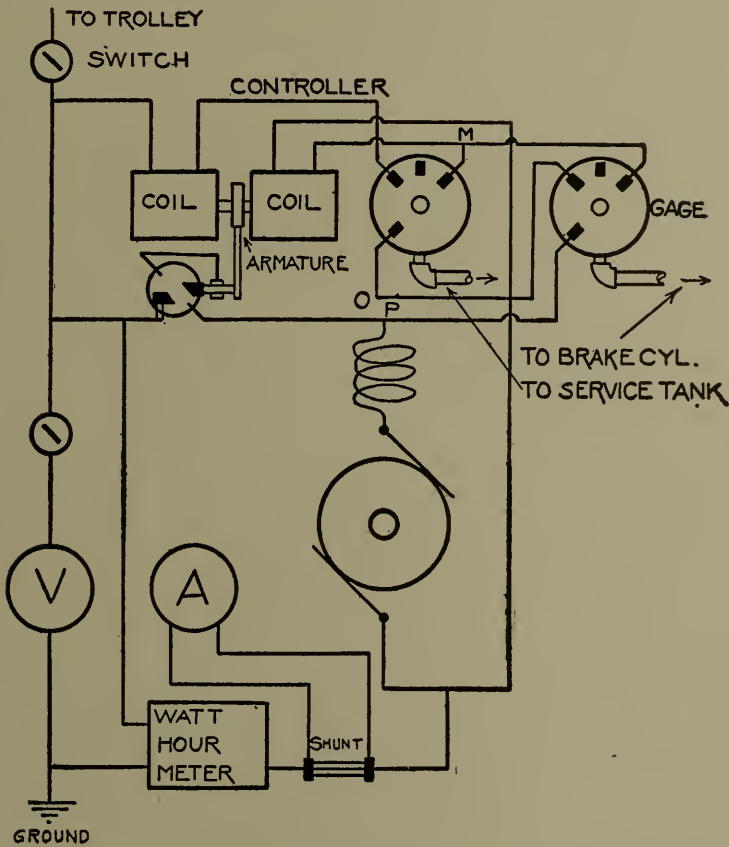 TO TROLLEY
SWITCH
CONTROLLER
M
COIL
COIL
GAGE
ARMATURE
O
P
TO BRAKE CYL.
TO SERVICE TANK
V
A
WATT
HOUR
METER
SHUNT
GROUND